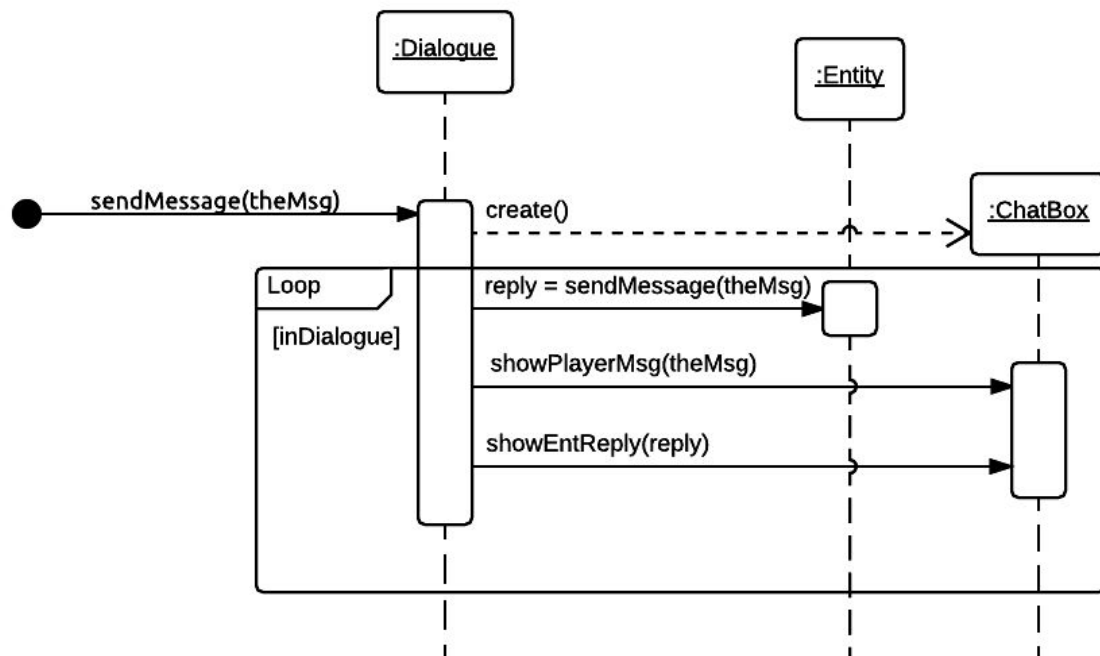 :Dialogue
:Entity
:ChatBox
sendMessage(theMsg)
create()
Loop
reply = sendMessage(theMsg)
[inDialogue]
showPlayerMsg(theMsg)
showEntReply(reply)